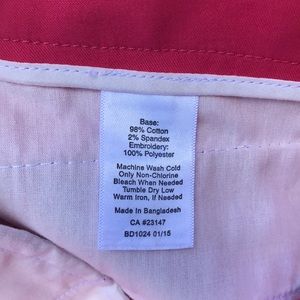 Base:
98% Cotton
2% Spandex
Embroidery:
100% Polyester
Machine Wash Cold
Only Non-Chlorine
Bleach When Needed
Tumble Dry Low
Warm Iron, If Needed
Made In Bangladesh
CA #23147
BD1024 01/15